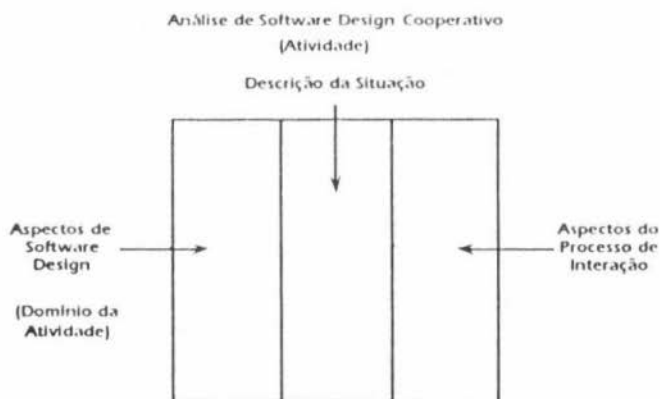 Análise de Software Design Cooperativo
(Atividade)
Descrição da Situação
Aspectos de
Software
Design
(Domínio da
Atividade)
Aspectos do
Processo de
Interação